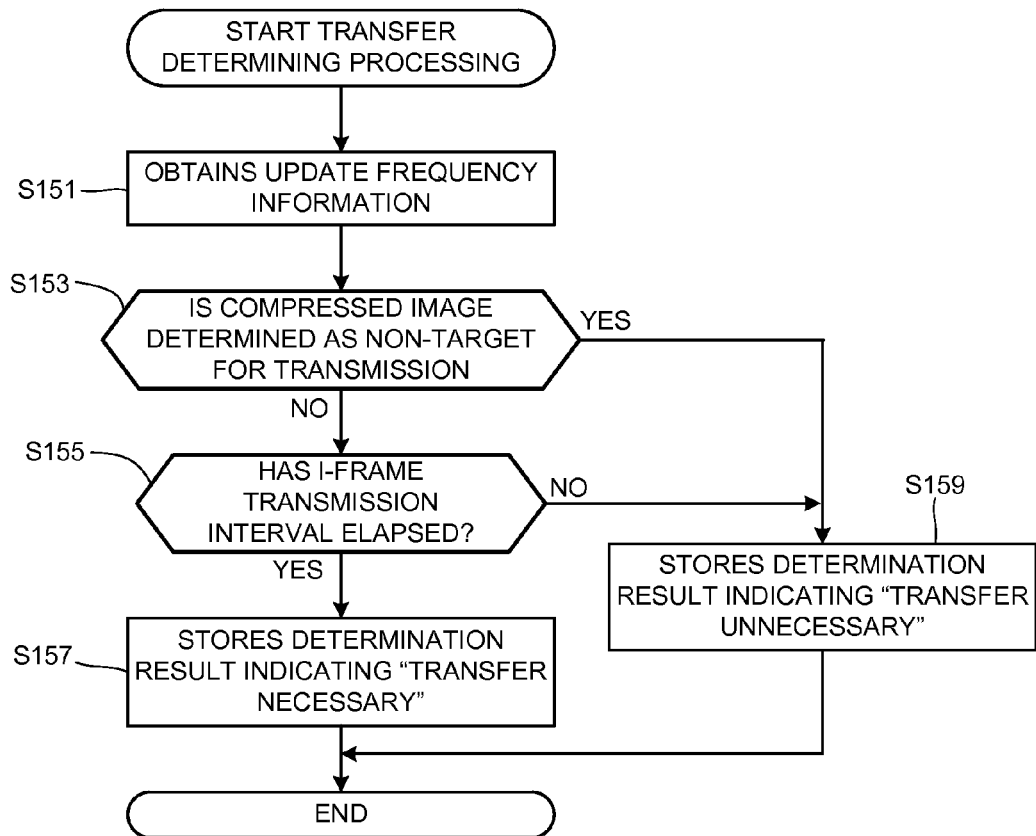 START TRANSFER
DETERMINING PROCESSING
S151
OBTAINS UPDATE FREQUENCY
INFORMATION
S153
IS COMPRESSED IMAGE
DETERMINED AS NON-TARGET
FOR TRANSMISSION
YES
NO
S155
HAS I-FRAME
TRANSMISSION
INTERVAL ELAPSED?
NO
YES
S159
STORES DETERMINATION
RESULT INDICATING “TRANSFER
UNNECESSARY”
S157
STORES DETERMINATION
RESULT INDICATING “TRANSFER
NECESSARY”
END